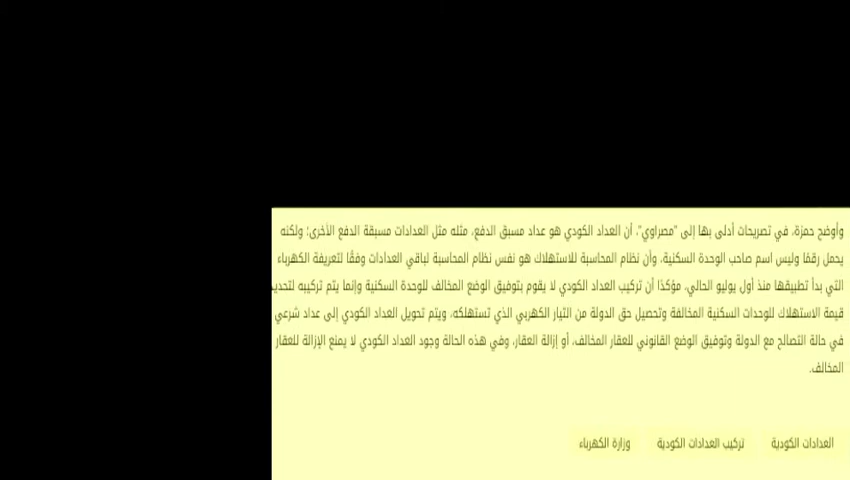 وأوضح حمزة، في تصريحات أدلى بها إلى "مصراوي"، أن العداد الكودي هو عداد مسبق الدفع، مثله مثل العدادات مسبقة الدفع الأخرى؛ ولكنه
يحمل رقمًا وليس اسم صاحب الوحدة السكنية، وأن نظام المحاسبة للاستهلاك هو نفس نظام المحاسبة لباقي العدادات وفقًا لتعريفة الكهرباء
التي بدأ تطبيقها منذ أول يوليو الحالي، مؤكدًا أن تركيب العداد الكودي لا يقوم بتوفيق الوضع المخالف للوحدة السكنية وإنما يتم تركيبه لتحديد
قيمة الاستهلاك للوحدات السكنية المخالفة وتحصيل حق الدولة من التيار الكهربي الذي تستهلكه، ويتم تحويل العداد الكودي إلى عداد شرعي
في حالة التصالح مع الدولة وتوفيق الوضع القانوني للعقار المخالف، أو إزالة العقار، وفي هذه الحالة وجود العداد الكودي لا يمنع الإزالة للعقار
المخالف.
العدادات الكودية تركيب العدادات الكودية وزارة الكهرباء